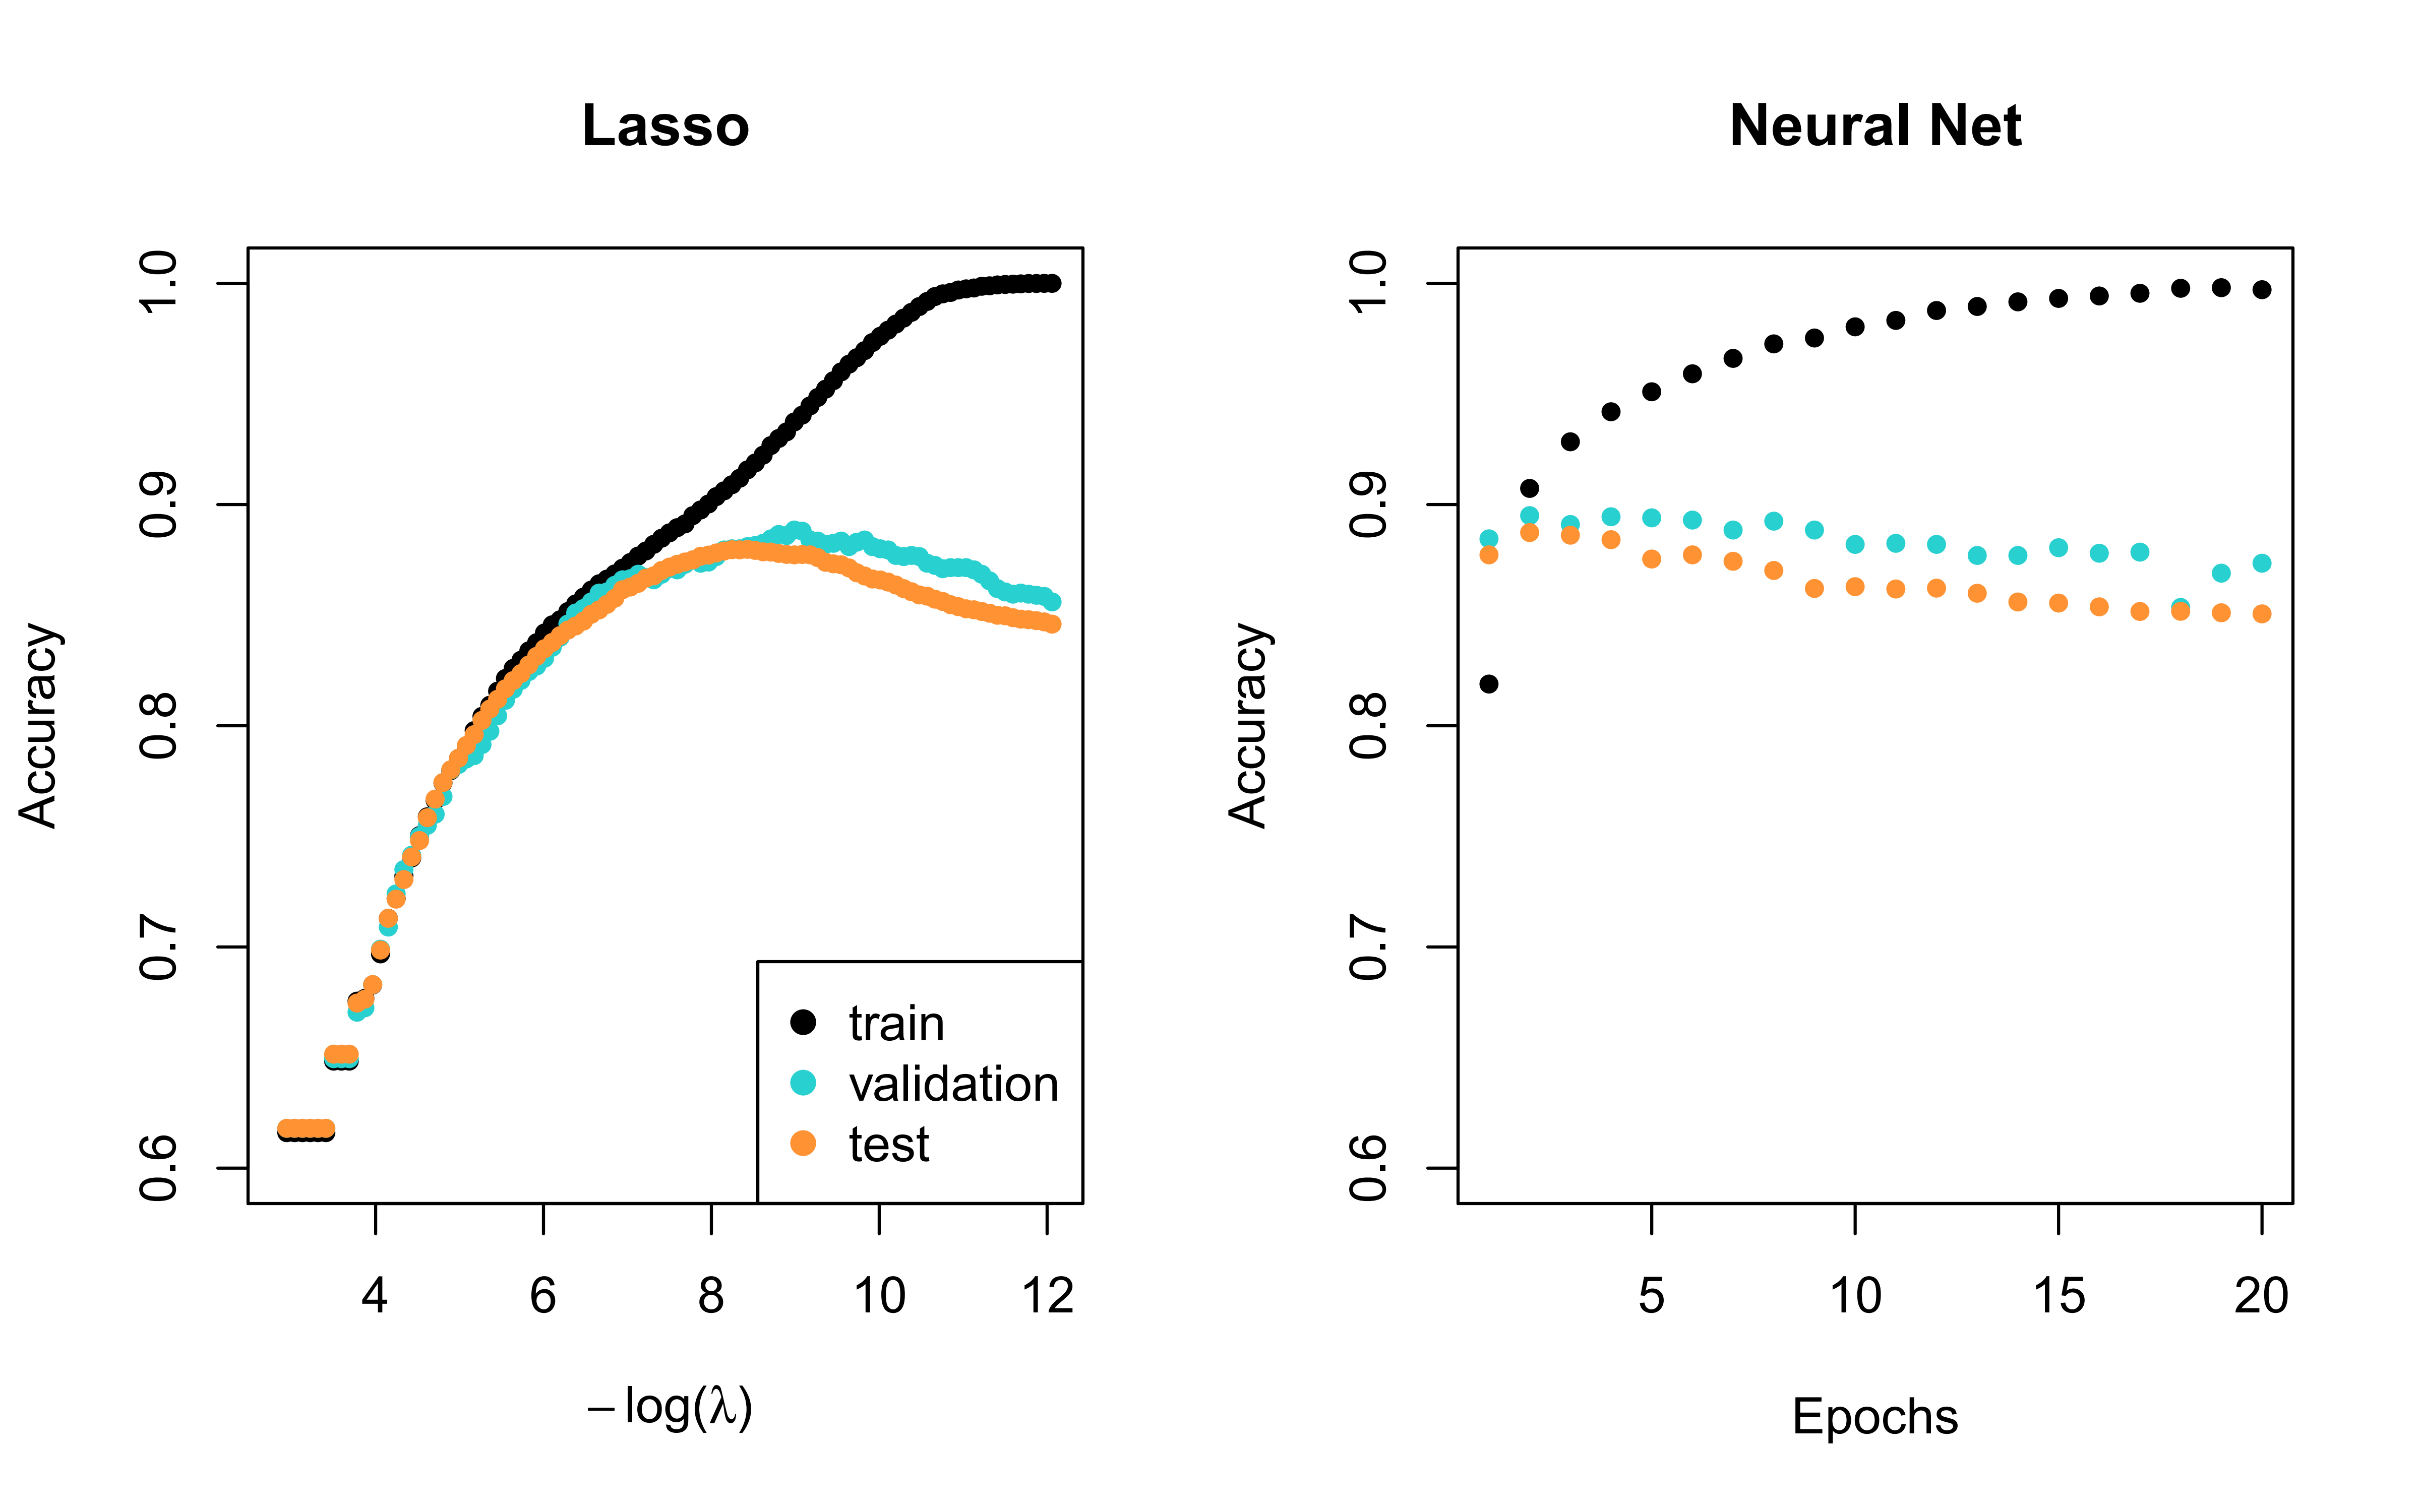 Lasso
Accuracy
1.0
0.9
0.8
0.7
0.6
train
validation
test
4 6 8 10 12
– log(λ)
Neural Net
Accuracy
1.0
0.9
0.8
0.7
0.6
5 10 15 20
Epochs